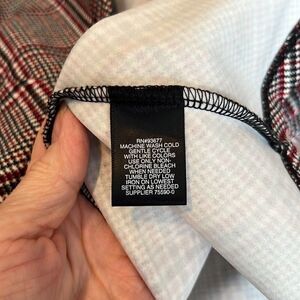 RN#93677
MACHINE WASH COLD
GENTLE CYCLE
WITH LIKE COLORS
USE ONLY NON-
CHLORINE BLEACH
WHEN NEEDED
TUMBLE DRY LOW
IRON ON LOWEST
SETTING AS NEEDED
SUPPLIER 75590-0